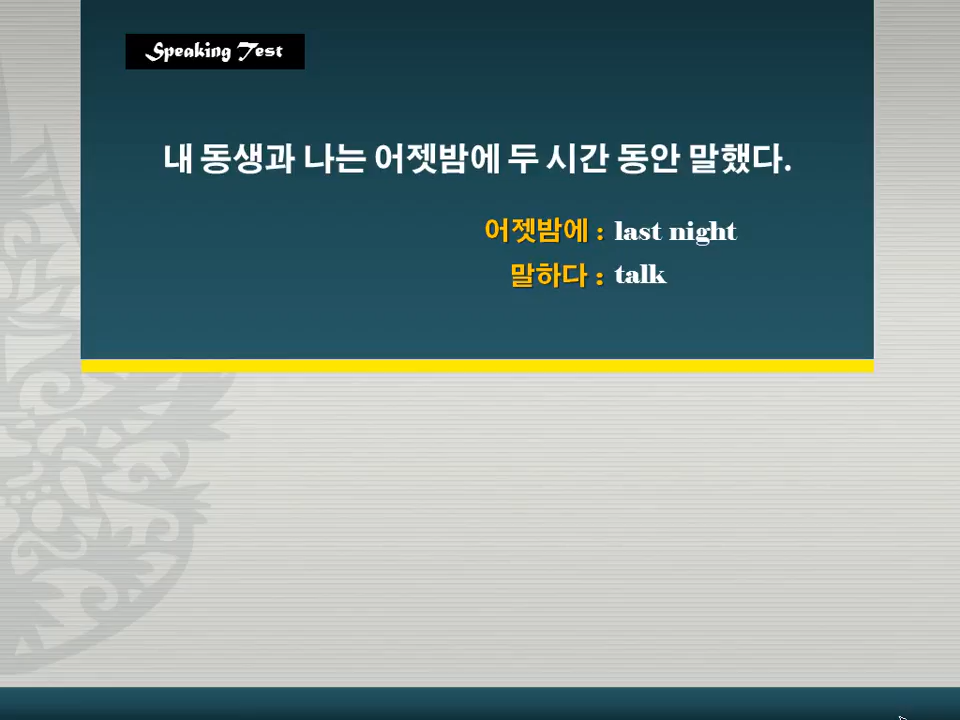 Speaking Test
내 동생과 나는 어젯밤에 두 시간 동안 말했다.
어젯밤에 : last night
말하다 : talk